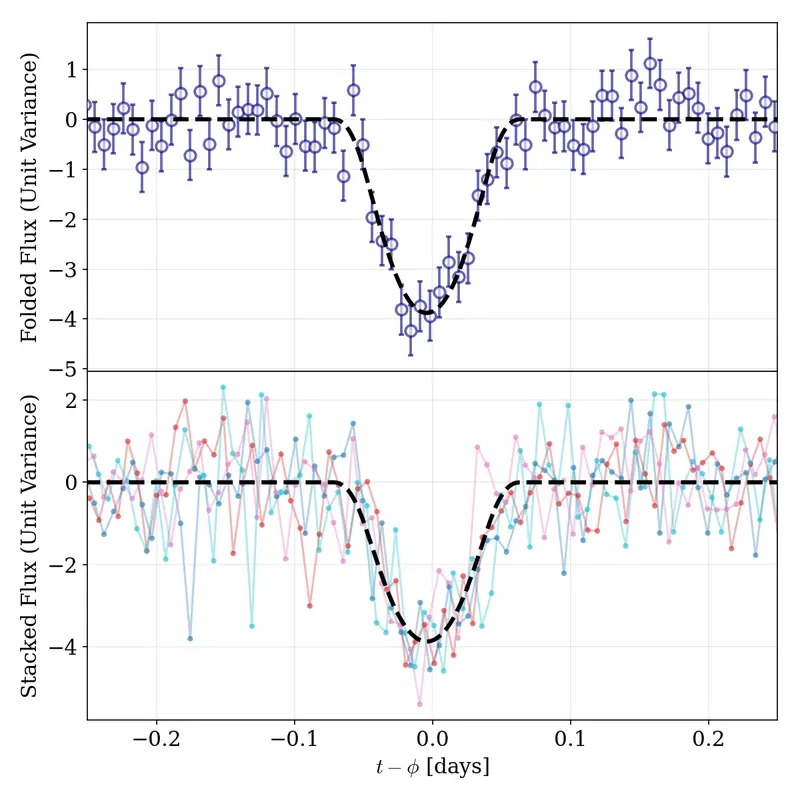 Folded Flux (Unit Variance)
1
0
−1
−2
−3
−4
−5
Stacked Flux (Unit Variance)
2
0
−2
−4
−0.2 −0.1 0.0 0.1 0.2
t − ϕ [days]